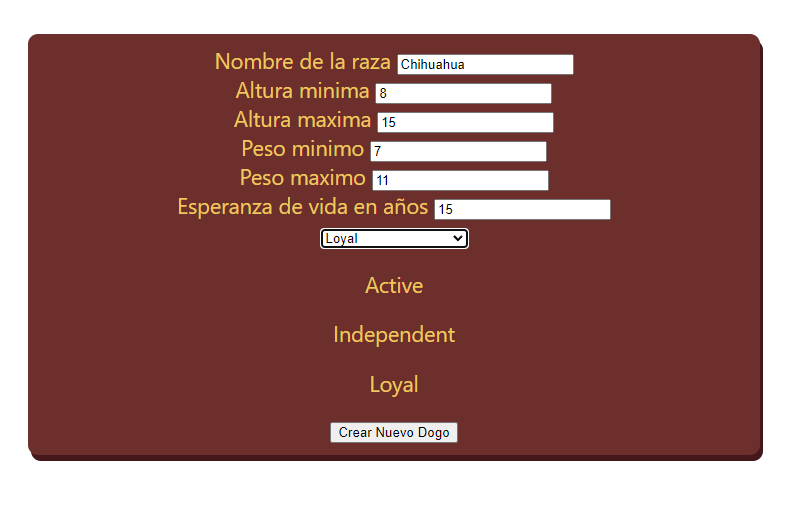 Nombre de la raza Chihuahua
Altura minima 8
Altura maxima 15
Peso minimo 7
Peso maximo 11
Esperanza de vida en años 15
Loyal
Active
Independent
Loyal
Crear Nuevo Dogo